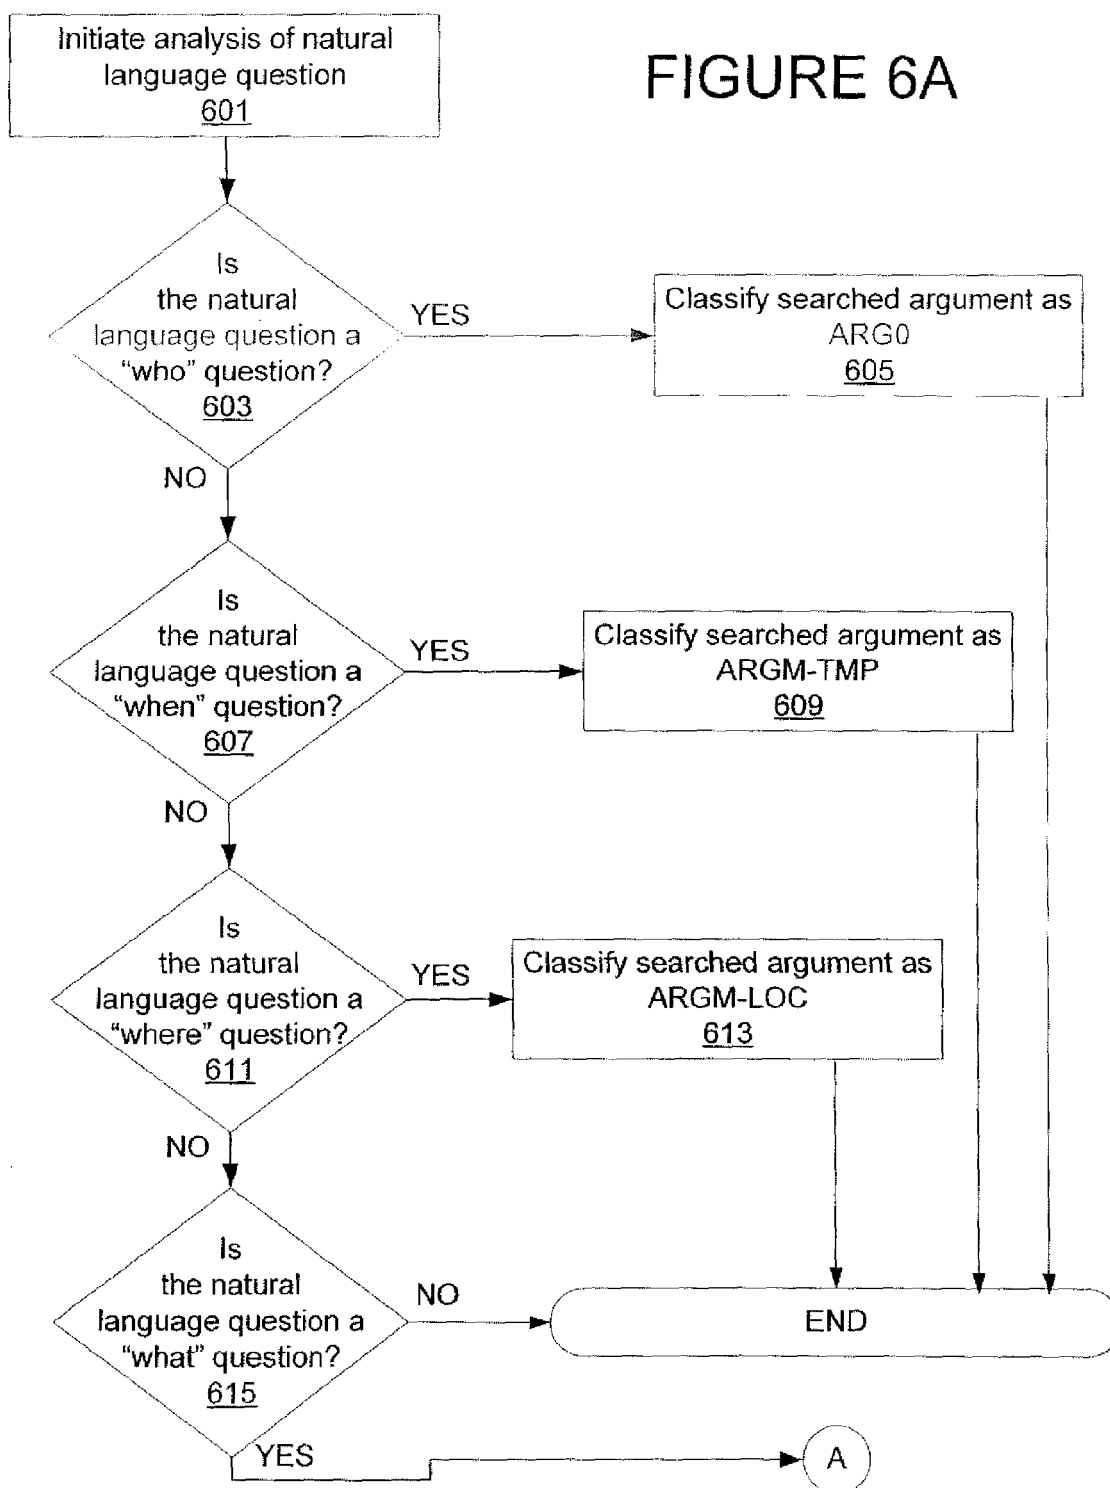 Initiate analysis of natural
language question
601
FIGURE 6A
Is
the natural
language question a
“who” question?
603
YES
Classify searched argument as
ARG0
605
NO
Is
the natural
language question a
“when” question?
607
YES
Classify searched argument as
ARGM-TMP
609
NO
Is
the natural
language question a
“where” question?
611
YES
Classify searched argument as
ARGM-LOC
613
NO
Is
the natural
language question a
“what” question?
615
NO
END
YES
A